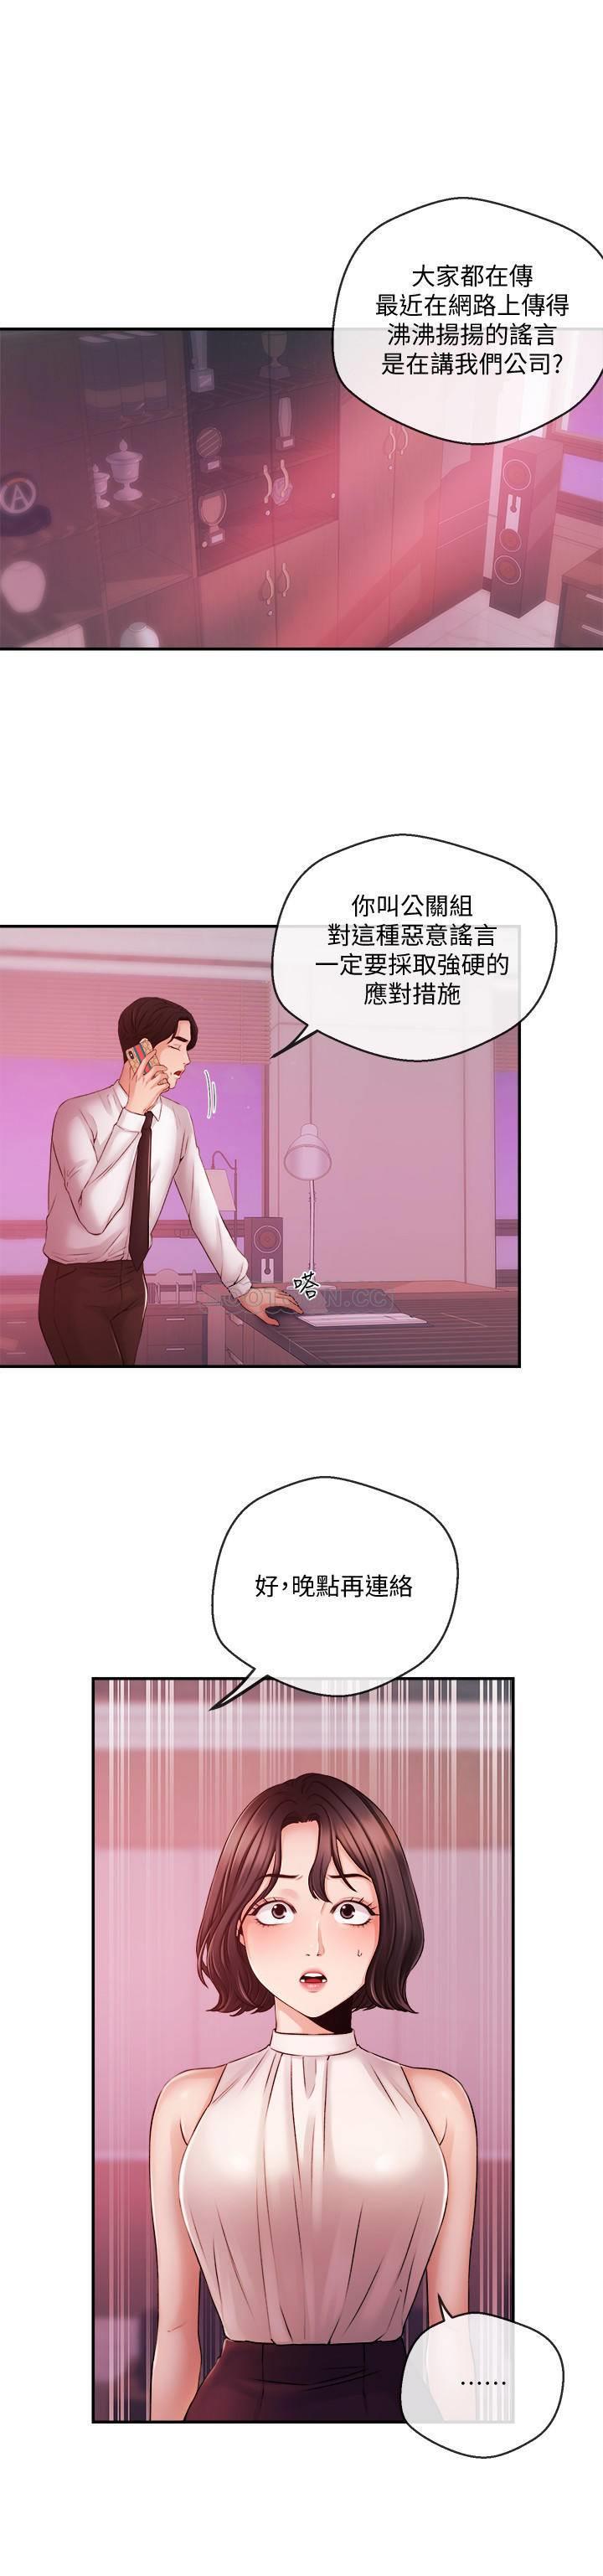 大家都在傳
最近在網路上傳得
沸沸揚揚的謠言
是在講我們公司?
你叫公關組
對這種惡意謠言
一定要採取強硬的
應對措施
嗒
好,晚點再連絡
......